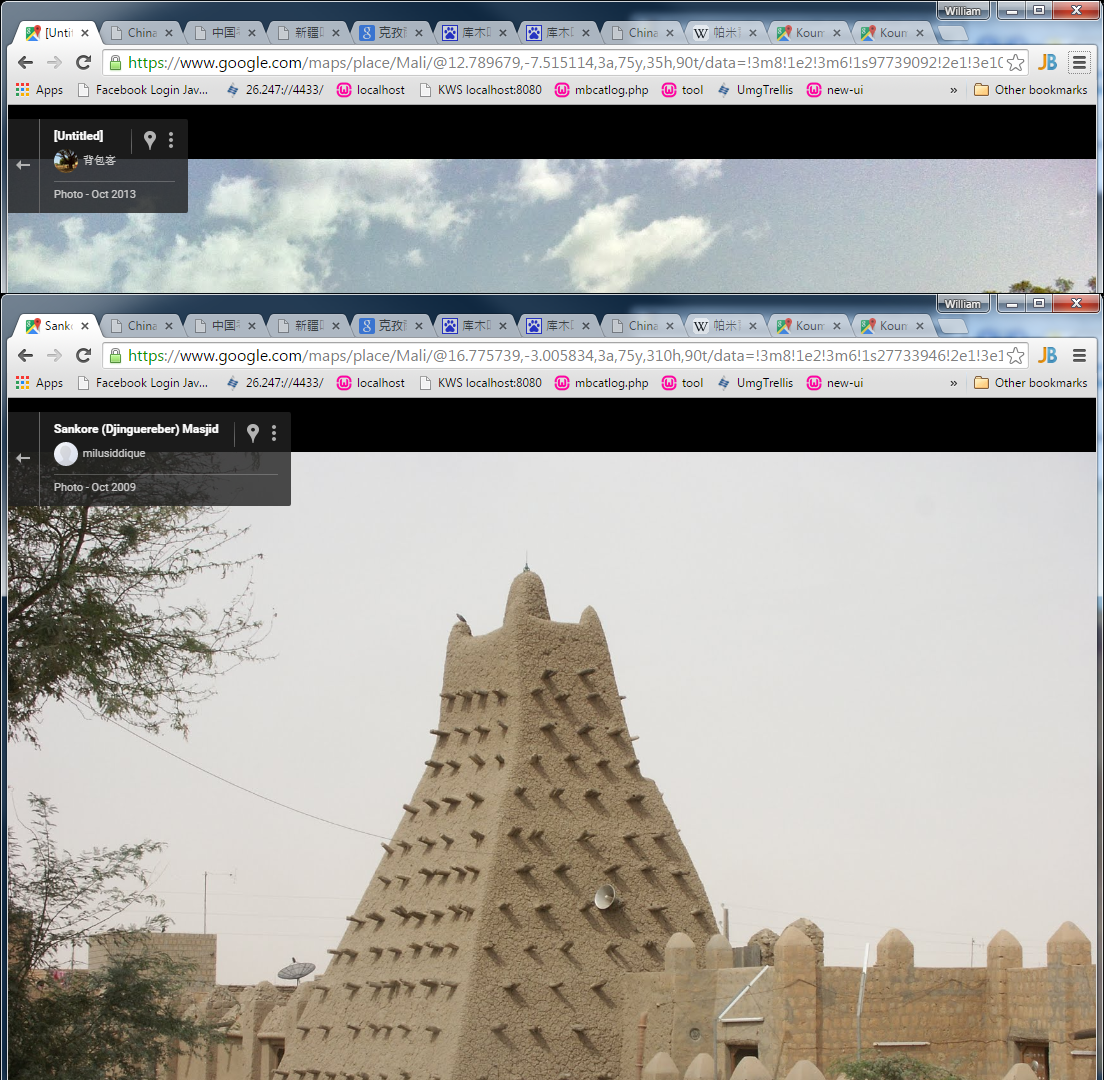 William
[Untit
China
中国
新疆
克孜
库木
库木
China
帕米
Koum
Koun
https://www.google.com/maps/place/Mali/@12.789679,-7.515114,3a,75y,35h,90t/data=!3m8!1e2!3m6!1s97739092!2e1!3e10
JB
Apps
Facebook Login Jav...
26.247://4433/
localhost
KWS localhost:8080
mbcatlog.php
tool
UmgTrellis
new-ui
»
Other bookmarks
[Untitled]
背包客
Photo - Oct 2013
William
Sanko
China
中国
新疆
克孜
库木
库木
China
帕米
Koum
Koun
https://www.google.com/maps/place/Mali/@16.775739,-3.005834,3a,75y,310h,90t/data=!3m8!1e2!3m6!1s27733946!2e1!3e1
JB
Apps
Facebook Login Jav...
26.247://4433/
localhost
KWS localhost:8080
mbcatlog.php
tool
UmgTrellis
new-ui
»
Other bookmarks
Sankore (Djinguereber) Masjid
milusiddique
Photo - Oct 2009